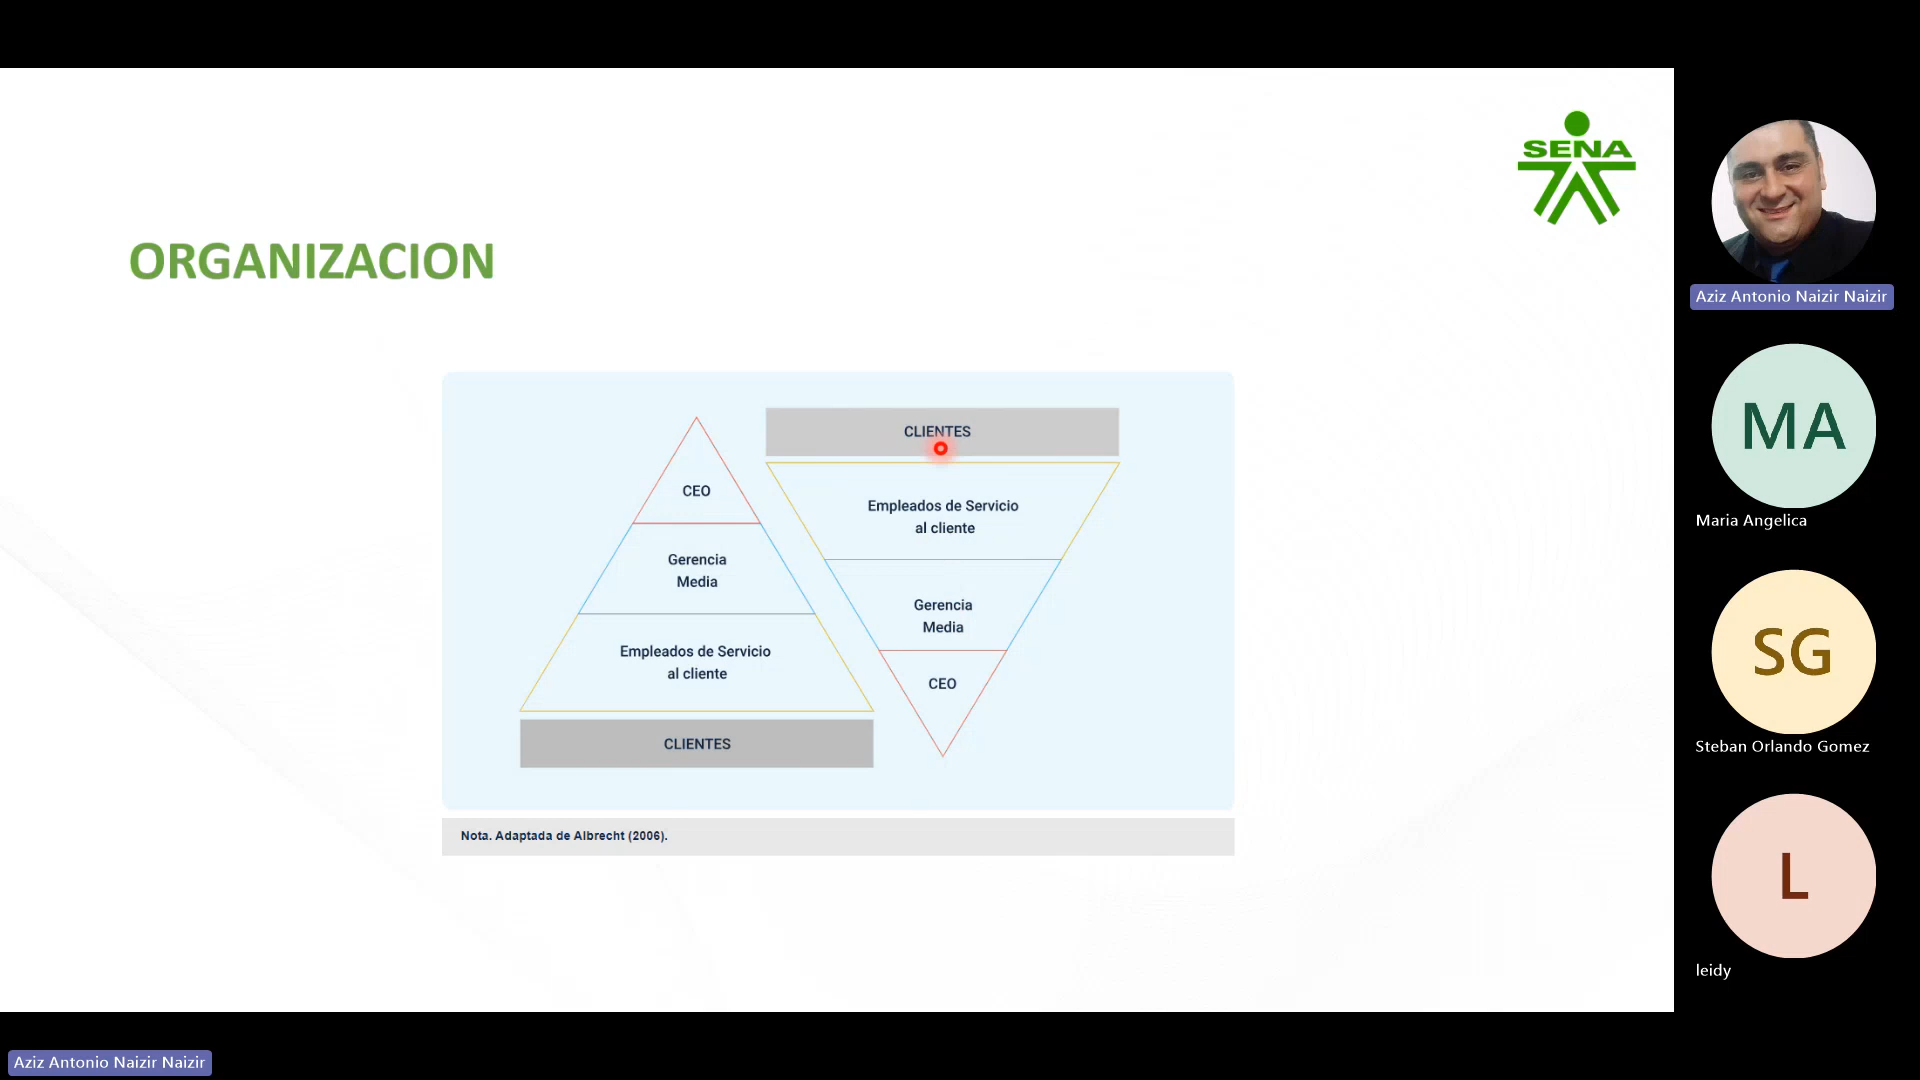 SENA
ORGANIZACION
CEO
Gerencia
Media
Empleados de Servicio
al cliente
CLIENTES
CLIENTES
Empleados de Servicio
al cliente
Gerencia
Media
CEO
Nota. Adaptada de Albrecht (2006).
Aziz Antonio Naizir Naizir
MA
Maria Angelica
SG
Steban Orlando Gomez
L
leidy
Aziz Antonio Naizir Naizir